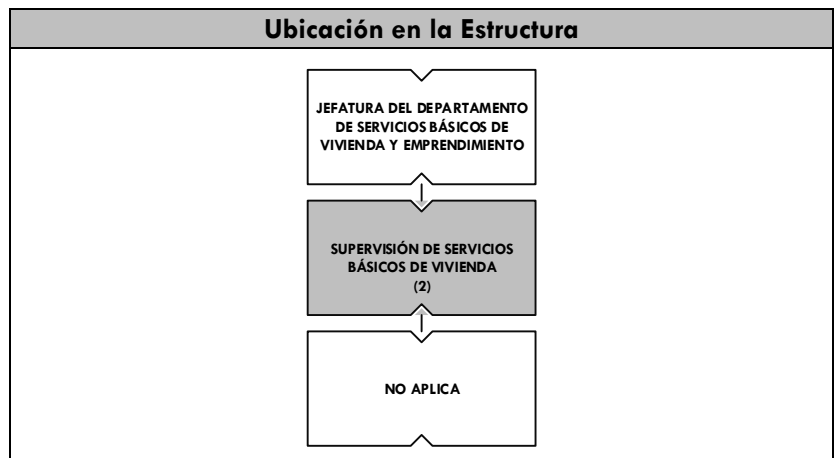 Ubicación en la Estructura
JEFATURA DEL DEPARTAMENTO
DE SERVICIOS BÁSICOS DE
VIVIENDA Y EMPRENDIMIENTO
SUPERVISIÓN DE SERVICIOS
BÁSICOS DE VIVIENDA
(2)
NO APLICA